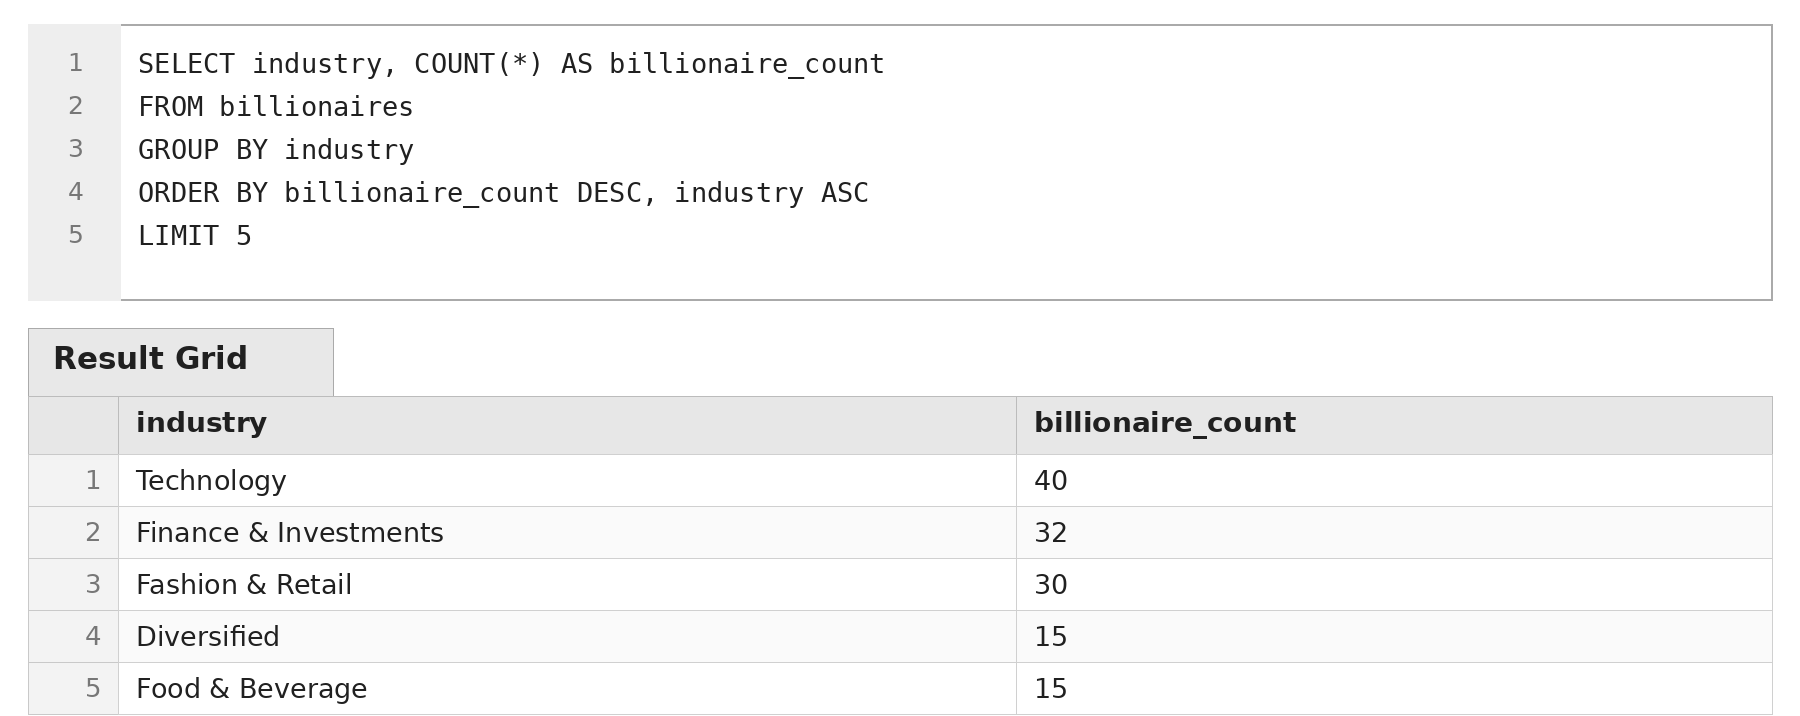 1 SELECT industry, COUNT(*) AS billionaire_count
2 FROM billionaires
3 GROUP BY industry
4 ORDER BY billionaire_count DESC, industry ASC
5 LIMIT 5
Result Grid
industry billionaire_count
1 Technology 40
2 Finance & Investments 32
3 Fashion & Retail 30
4 Diversified 15
5 Food & Beverage 15